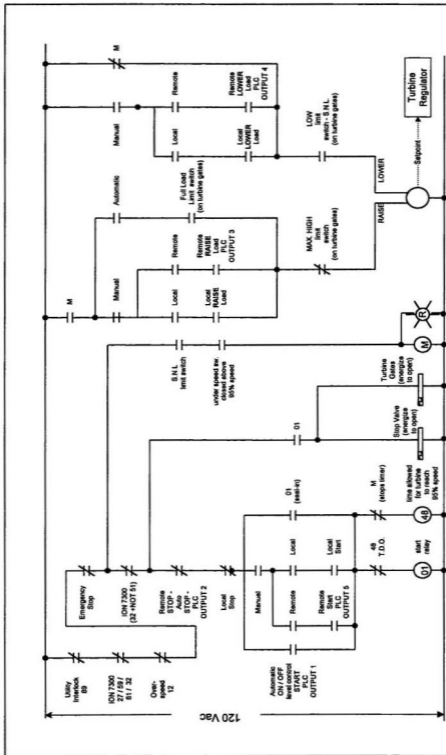 120 Vac
Utility
Interlock
89
ION 7300
27 / 59 /
81 / 32
Over-
speed
12
Emergency
Stop
ION 7300
(32 +NOT 51)
Remote
STOP -
Auto
STOP -
PLC
OUTPUT 2
Local
Stop
Automatic
ON / OFF
level control
START
PLC
OUTPUT 1
Manual
Remote
Remote
Start
PLC
OUTPUT 5
Local
Local
Start
01
(seal-in)
48
T.D.O.
M
(stops timer)
01
start
relay
48
time allowed
for turbine
to reach
95% speed
01
Stop Valve
(energize
to open)
Turbine
Gates
(energize
to open)
S.N.L
limit switch
under speed sw.
closed above
95% speed
M
R
M
Manual
Automatic
Full Load
Limit switch
(on turbine gates)
Local
Local
RAISE
Load
Remote
Remote
RAISE
Load
PLC
OUTPUT 3
MAX. HIGH
limit
switch
(on turbine gates)
RAISE
Manual
M
Local
Local
LOWER
Load
Remote
Remote
LOWER
Load
PLC
OUTPUT 4
LOW
limit
switch - S.N.L
(on turbine gates)
LOWER
Setpoint
Turbine
Regulator